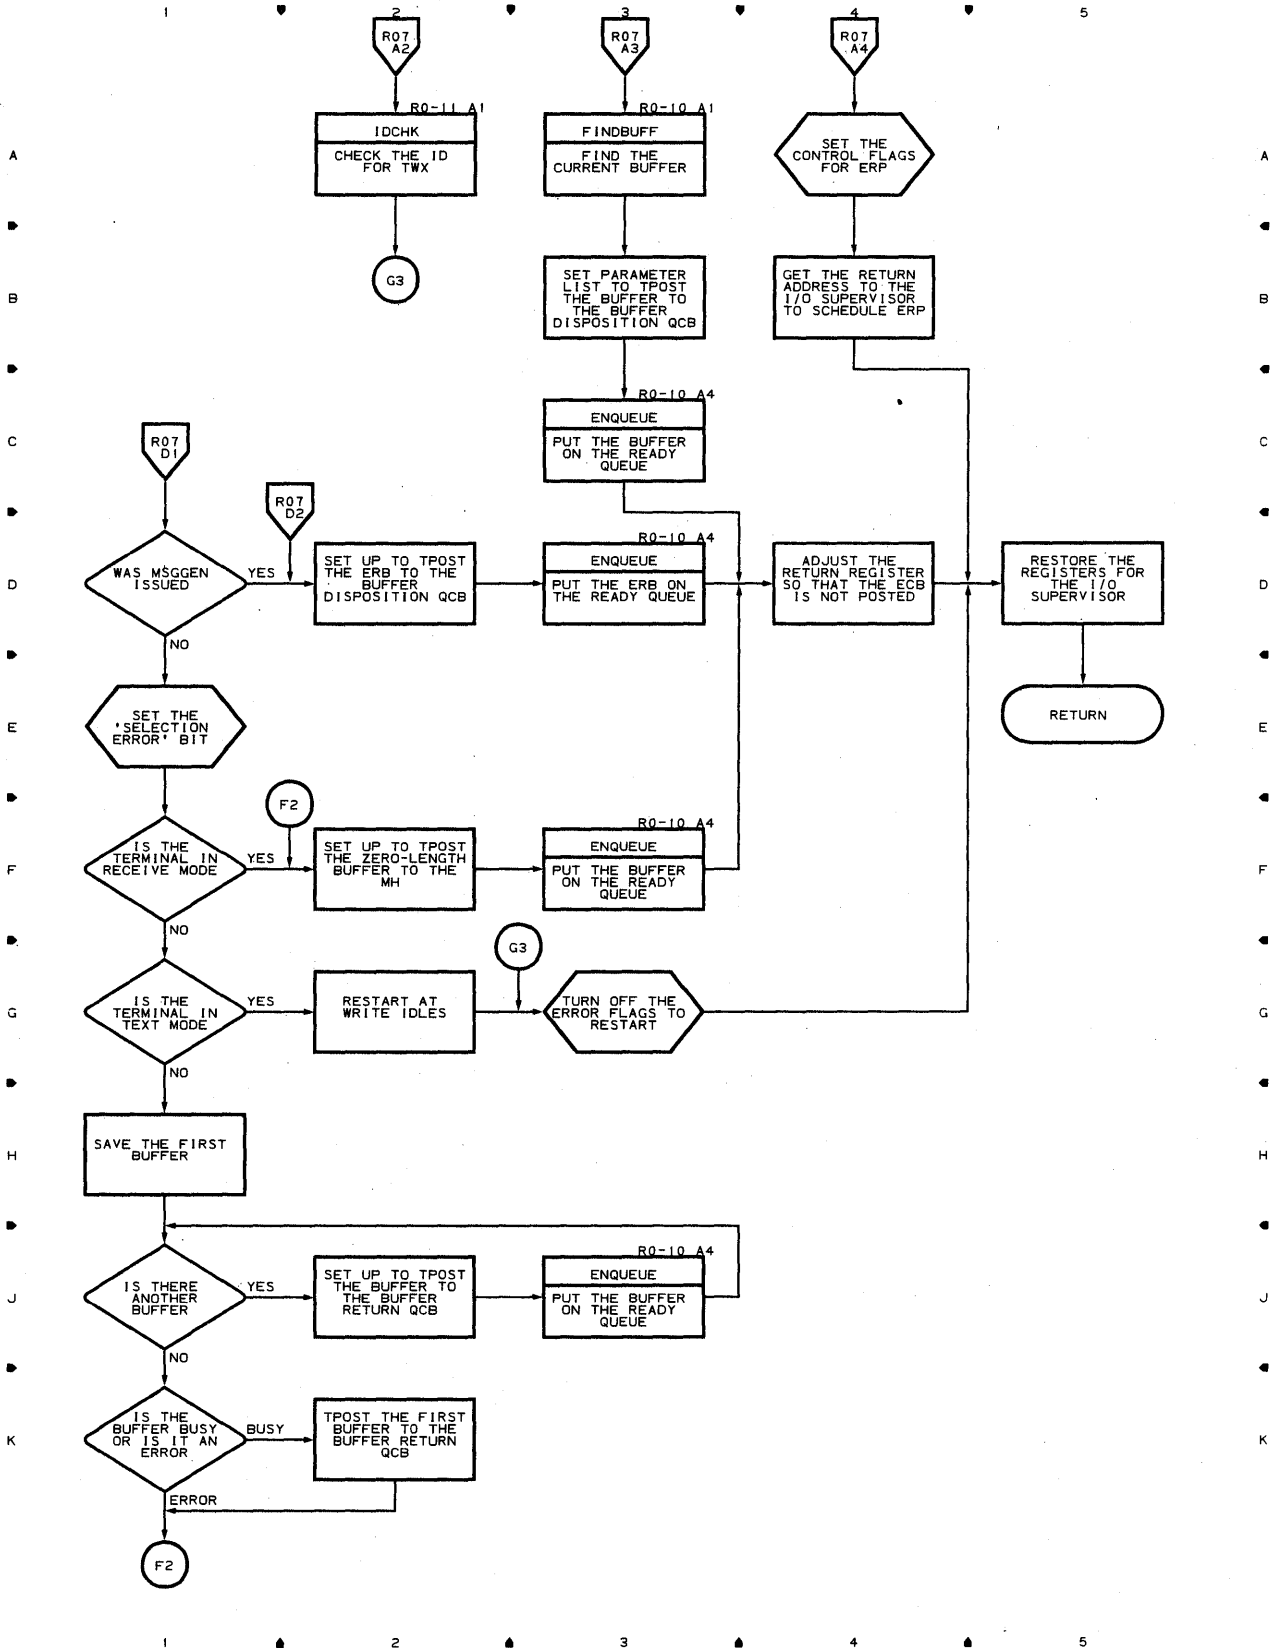 1 2 3 4 5
R07 A2
R07 A3
R07 A4
R0-11 A1
R0-10 A1
A
IDCHK
CHECK THE ID
FOR TWX
FINDBUFF
FIND THE
CURRENT BUFFER
SET THE
CONTROL FLAGS
FOR ERP
A
B
G3
SET PARAMETER
LIST TO TPOST
THE BUFFER TO
THE BUFFER
DISPOSITION QCB
GET THE RETURN
ADDRESS TO THE
I/O SUPERVISOR
TO SCHEDULE ERP
B
R0-10 A4
C
R07 D1
ENQUEUE
PUT THE BUFFER
ON THE READY
QUEUE
C
R07 D2
R0-10 A4
D
WAS MSGGEN
ISSUED
YES
NO
SET UP TO TPOST
THE ERB TO THE
BUFFER
DISPOSITION QCB
ENQUEUE
PUT THE ERB ON
THE READY QUEUE
ADJUST THE
RETURN REGISTER
SO THAT THE ECB
IS NOT POSTED
RESTORE THE
REGISTERS FOR
THE I/O
SUPERVISOR
D
E
SET THE
'SELECTION
ERROR' BIT
RETURN
E
F2
R0-10 A4
F
IS THE
TERMINAL IN
RECEIVE MODE
YES
NO
SET UP TO TPOST
THE ZERO-LENGTH
BUFFER TO THE
MH
ENQUEUE
PUT THE BUFFER
ON THE READY
QUEUE
F
G3
G
IS THE
TERMINAL IN
TEXT MODE
YES
NO
RESTART AT
WRITE IDLES
TURN OFF THE
ERROR FLAGS TO
RESTART
G
H
SAVE THE FIRST
BUFFER
H
R0-10 A4
J
IS THERE
ANOTHER
BUFFER
YES
NO
SET UP TO TPOST
THE BUFFER TO
THE BUFFER
RETURN QCB
ENQUEUE
PUT THE BUFFER
ON THE READY
QUEUE
J
K
IS THE
BUFFER BUSY
OR IS IT AN
ERROR
BUSY
ERROR
TPOST THE FIRST
BUFFER TO THE
BUFFER RETURN
QCB
K
F2
1 2 3 4 5